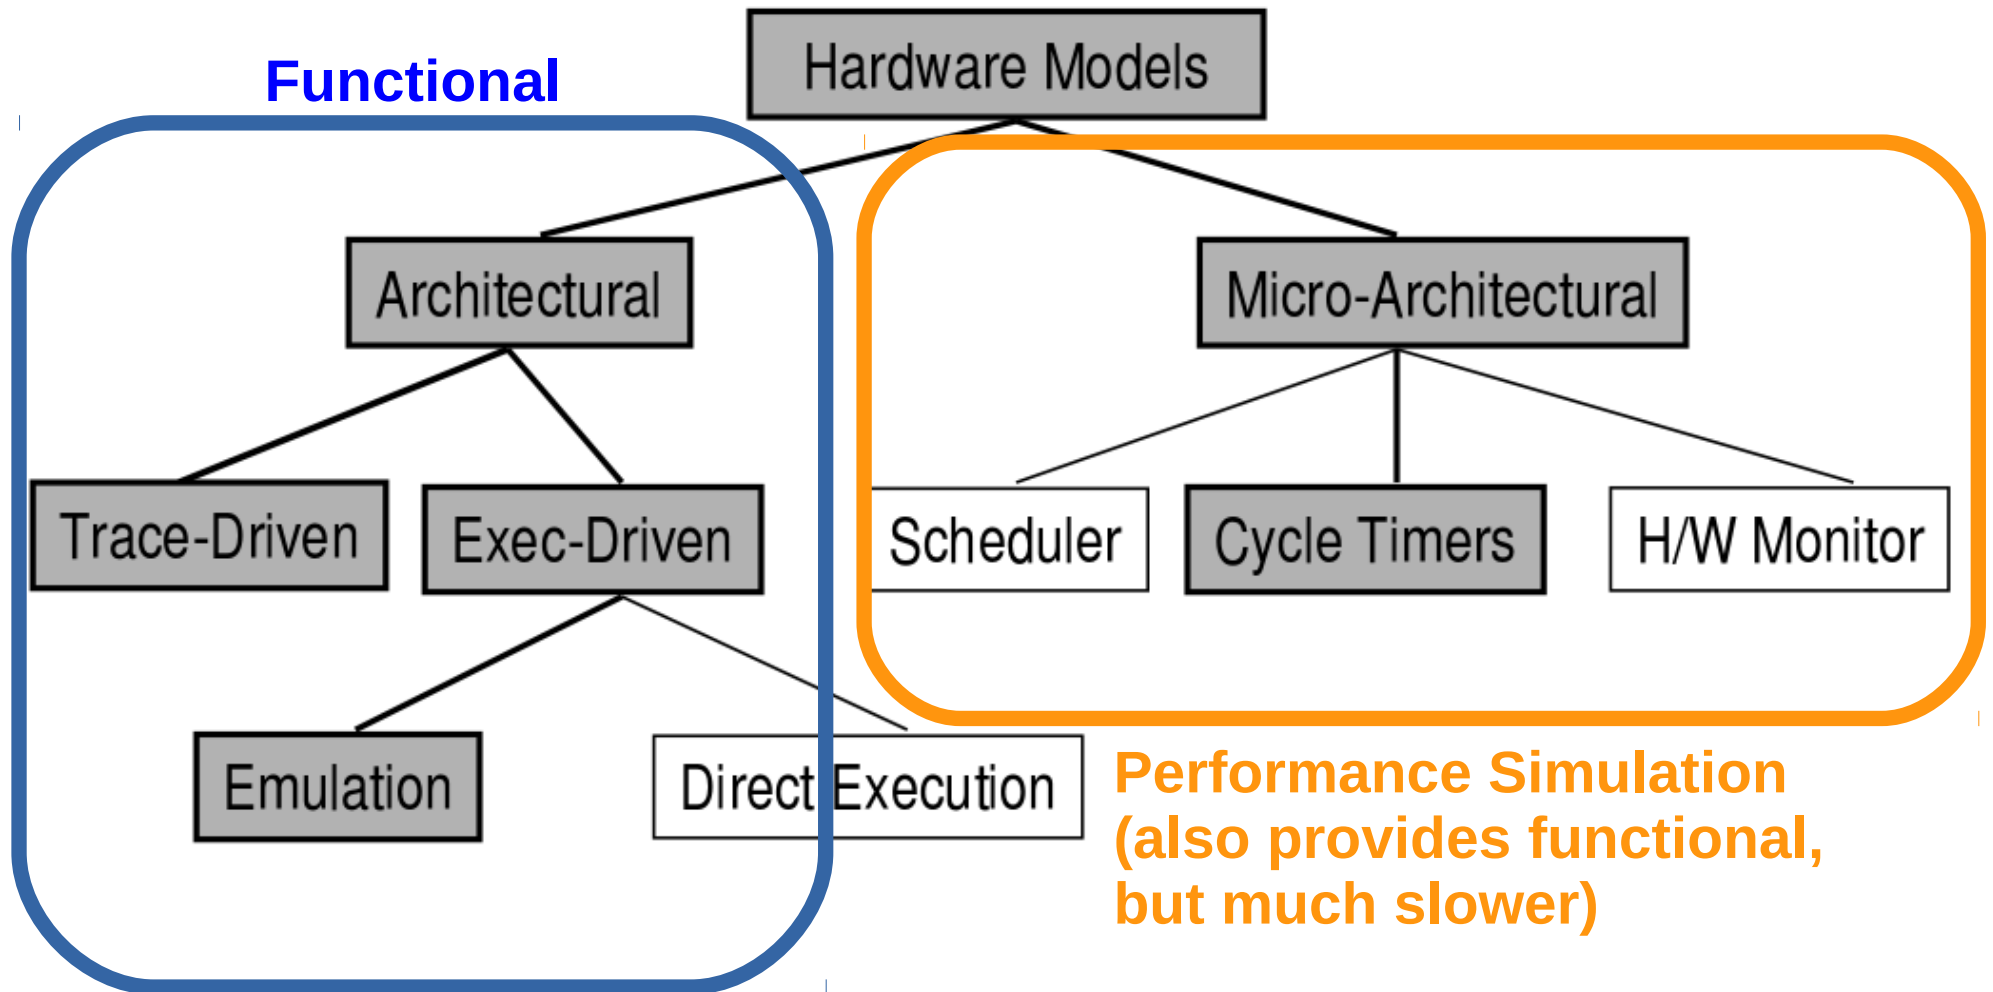 Hardware Models
Functional
Architectural
Micro-Architectural
Trace-Driven
Exec-Driven
Scheduler
Cycle Timers
H/W Monitor
Emulation
Direct Execution
Performance Simulation
(also provides functional,
but much slower)